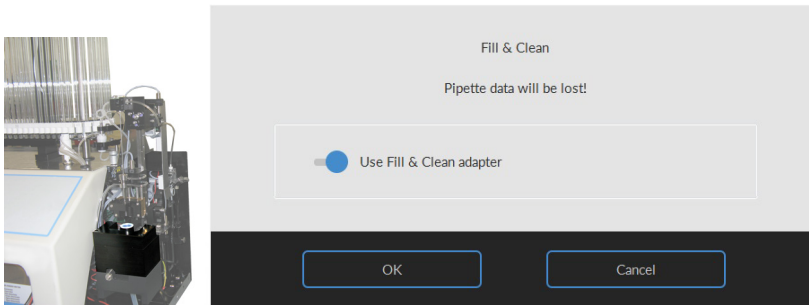 Fill & Clean
Pipette data will be lost!
Use Fill & Clean adapter
OK
Cancel